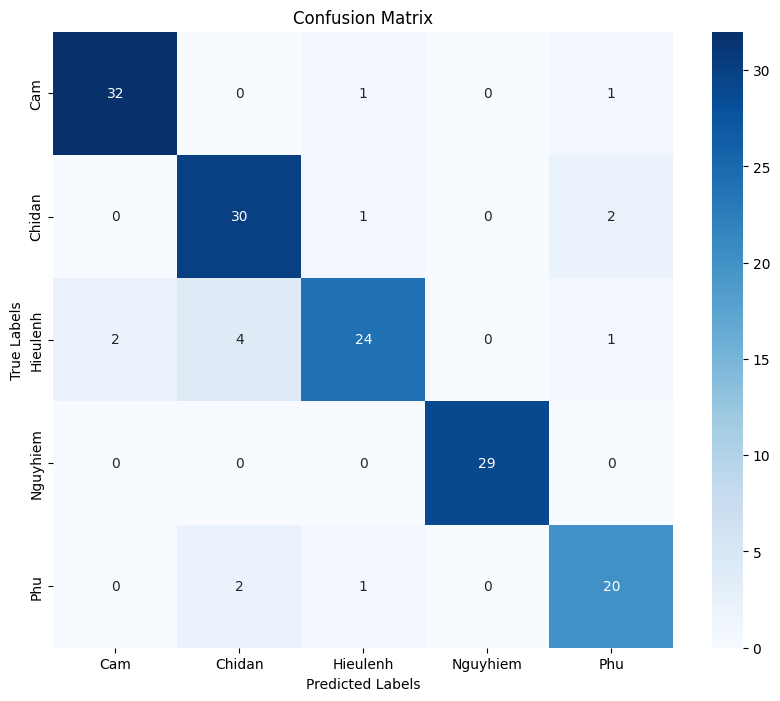 Confusion Matrix
Cam 32 0 1 0 1
Chidan 0 30 1 0 2
Hieulenh 2 4 24 0 1
Nguyhiem 0 0 0 29 0
Phu 0 2 1 0 20
True Labels
Cam Chidan Hieulenh Nguyhiem Phu
Predicted Labels
30
25
20
15
10
5
0